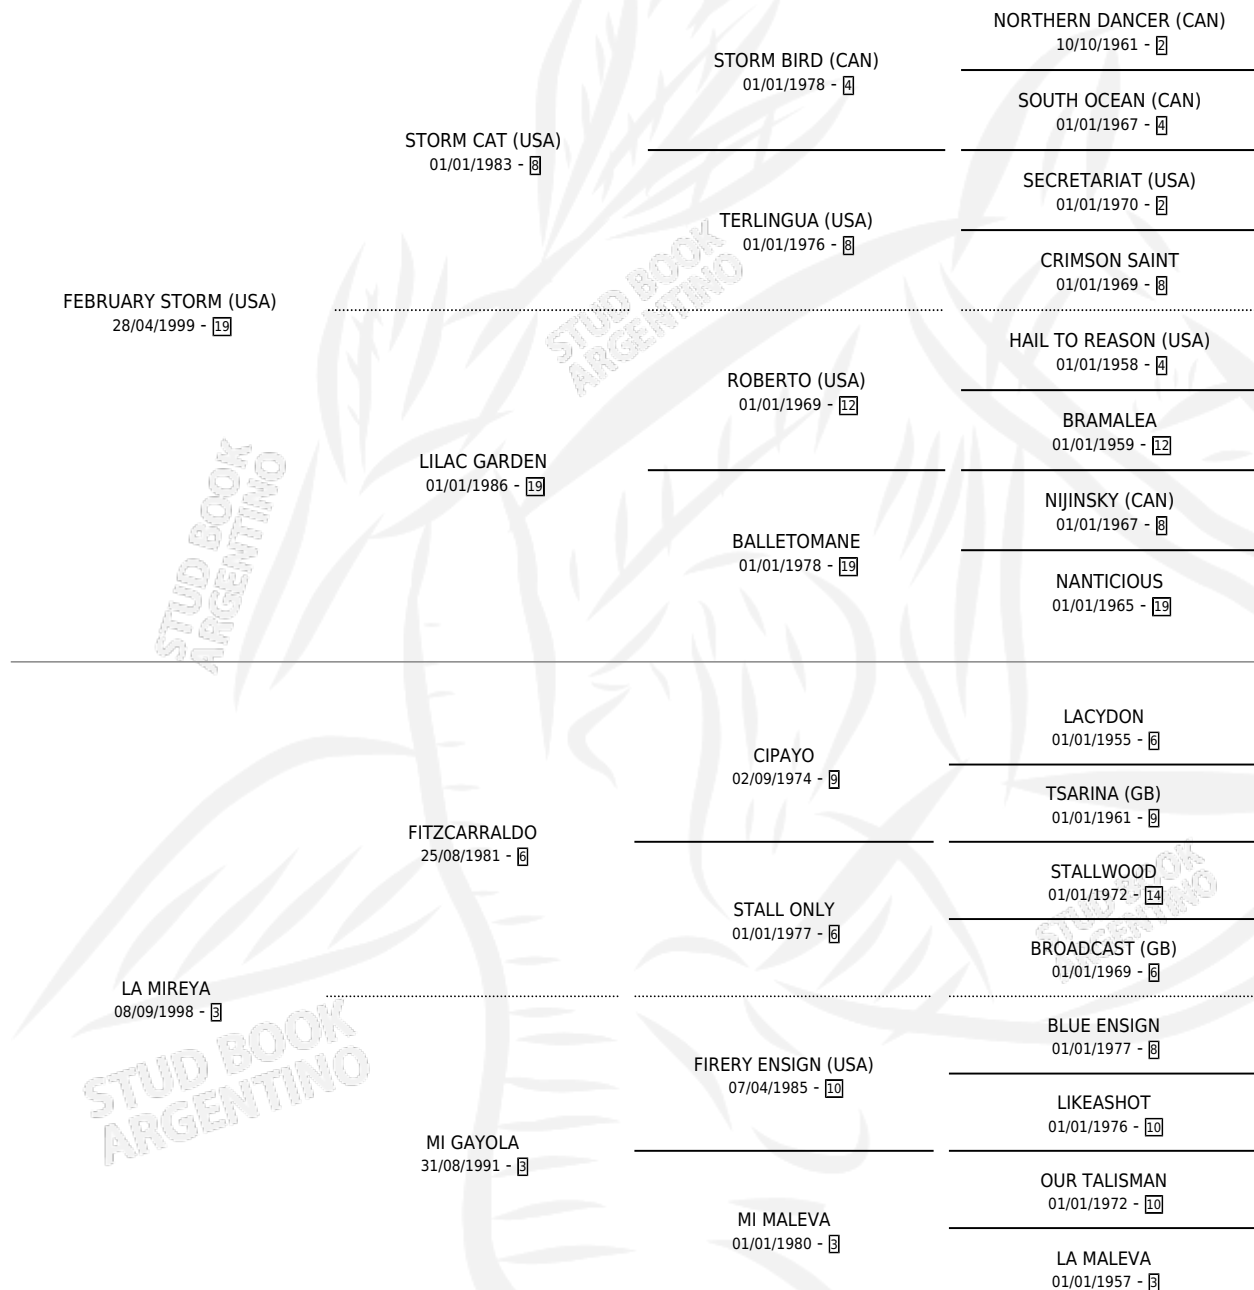 NORTHERN DANCER (CAN)
10/10/1961 - 2
STORM BIRD (CAN)
01/01/1978 - 4
SOUTH OCEAN (CAN)
01/01/1967 - 4
STORM CAT (USA)
01/01/1983 - 8
SECRETARIAT (USA)
01/01/1970 - 2
TERLINGUA (USA)
01/01/1976 - 8
CRIMSON SAINT
01/01/1969 - 8
FEBRUARY STORM (USA)
28/04/1999 - 19
STUD BOOK
ARGENTINO
HAIL TO REASON (USA)
01/01/1958 - 4
ROBERTO (USA)
01/01/1969 - 12
BRAMALEA
01/01/1959 - 12
LILAC GARDEN
01/01/1986 - 19
NIJINSKY (CAN)
01/01/1967 - 8
BALLETOMANE
01/01/1978 - 19
NANTICIOUS
01/01/1965 - 19
STUD BOOK
ARGENTINO
LACYDON
01/01/1955 - 6
CIPAYO
02/09/1974 - 9
TSARINA (GB)
01/01/1961 - 9
FITZCARRALDO
25/08/1981 - 6
STALLWOOD
01/01/1972 - 14
STALL ONLY
01/01/1977 - 6
STUD BOOK
ARGENTINO
BROADCAST (GB)
01/01/1969 - 6
LA MIREYA
08/09/1998 - 3
STUD BOOK
ARGENTINO
BLUE ENSIGN
01/01/1977 - 8
FIRERY ENSIGN (USA)
07/04/1985 - 10
LIKEASHOT
01/01/1976 - 10
MI GAYOLA
31/08/1991 - 3
OUR TALISMAN
01/01/1972 - 10
MI MALEVA
01/01/1980 - 3
LA MALEVA
01/01/1957 - 3